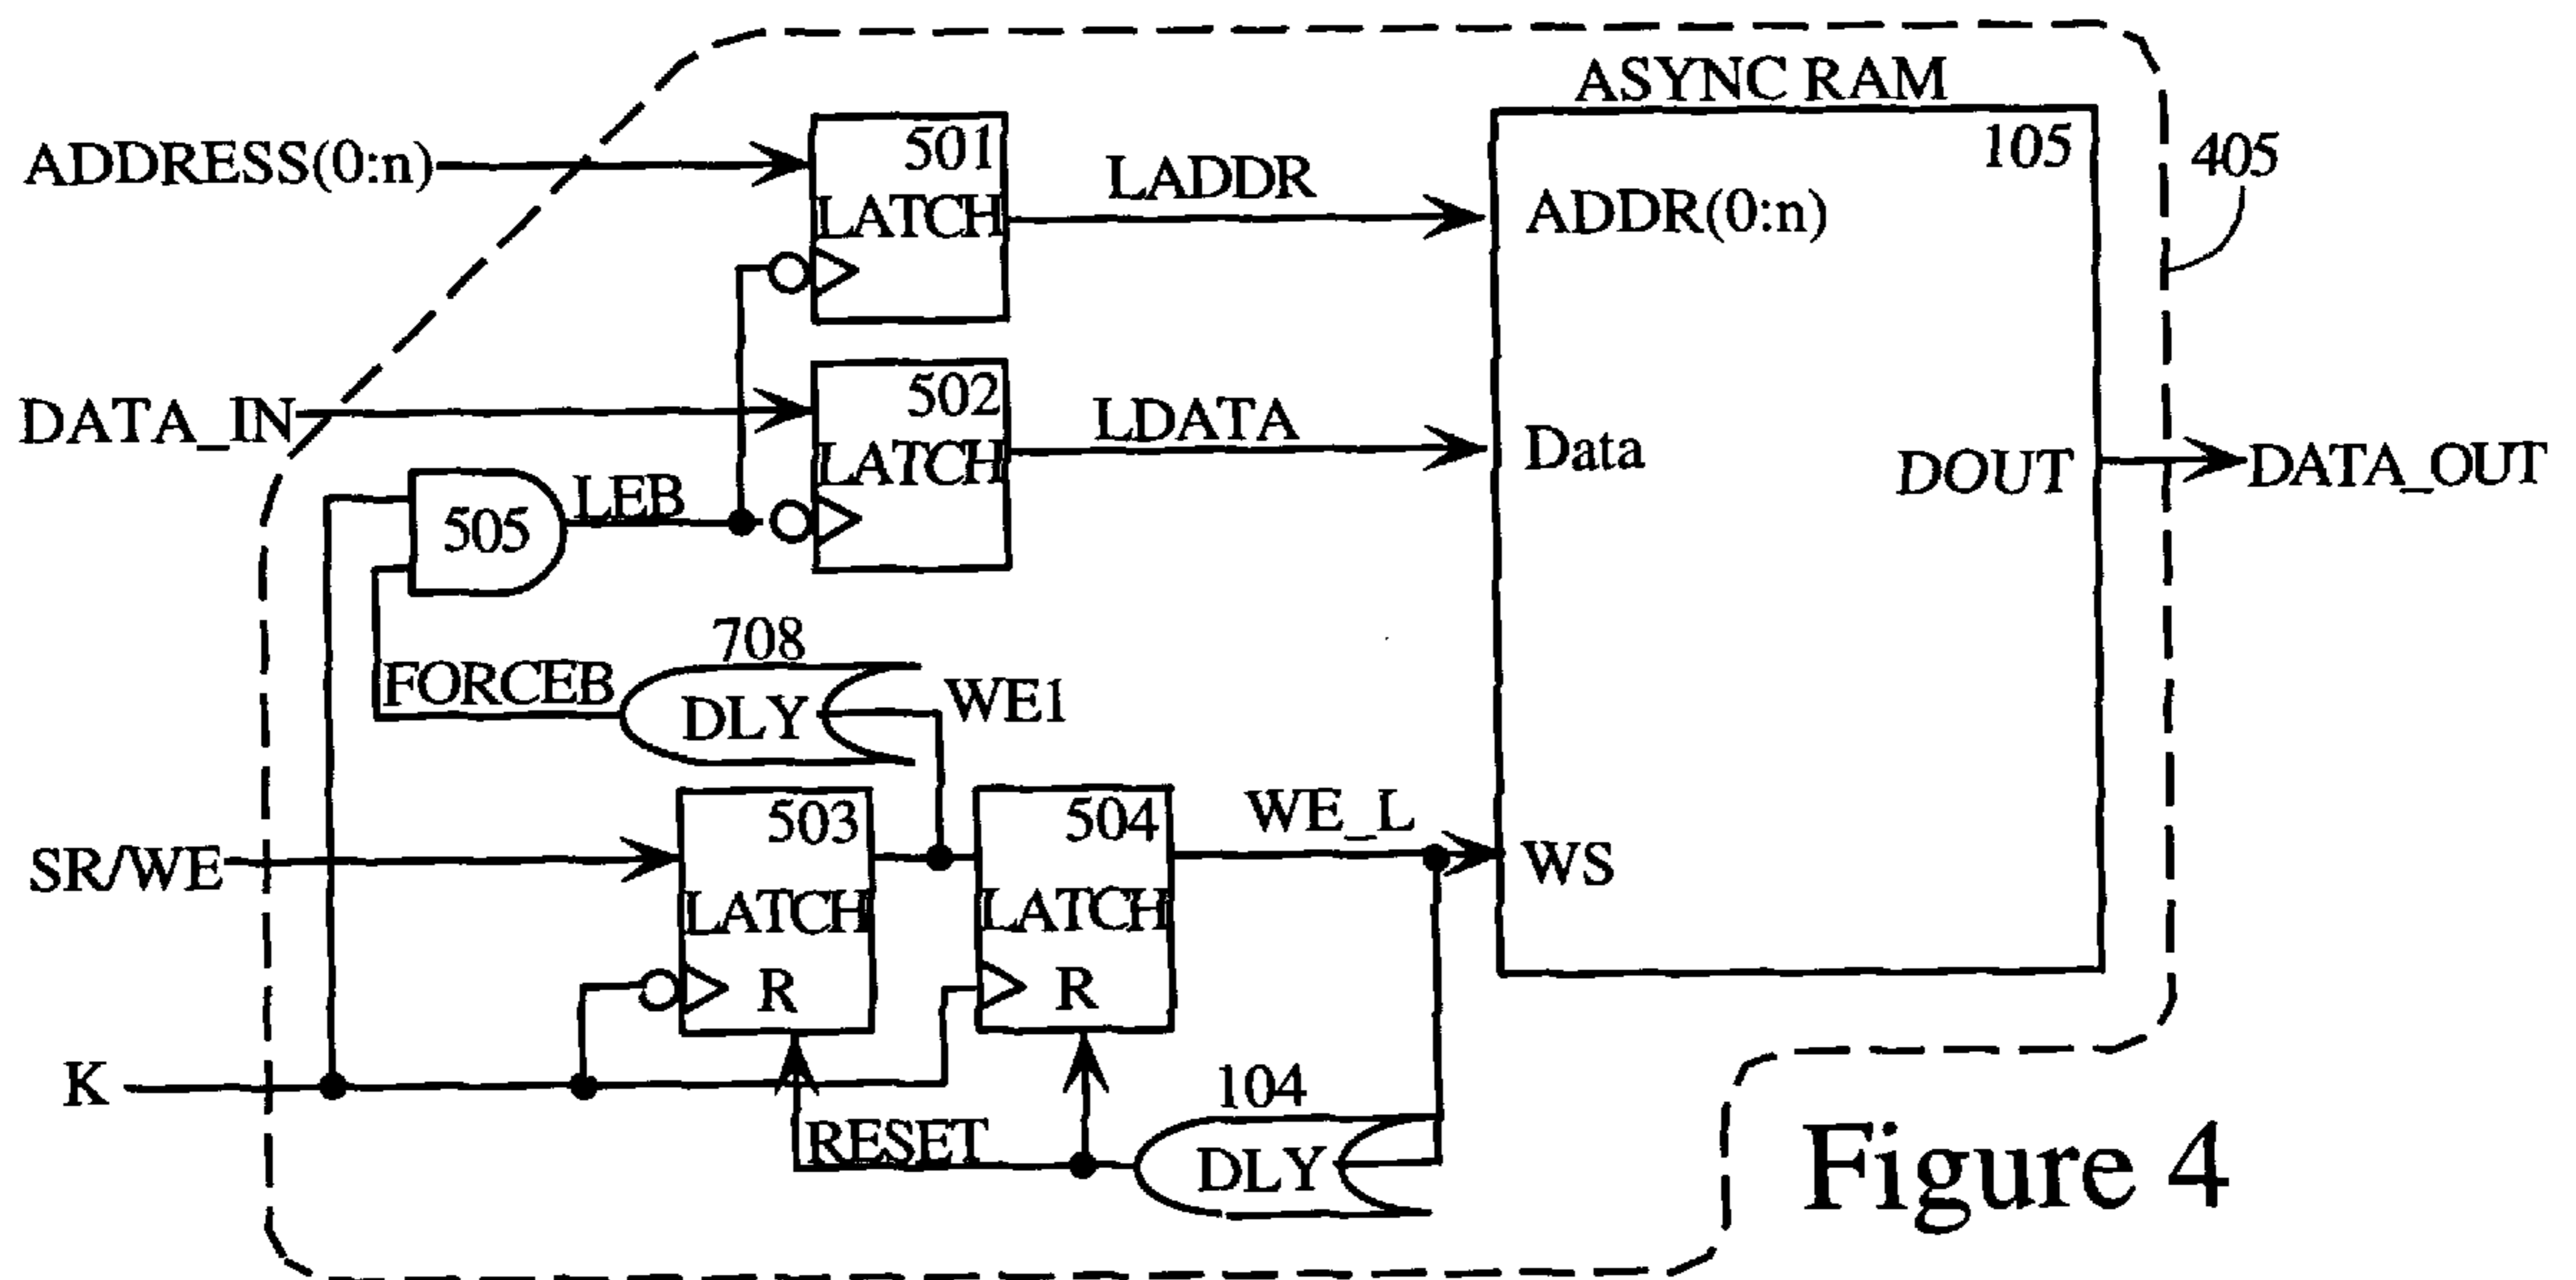 ASYNC RAM
ADDRESS(0:n)
501
LATCH
LADDR
105
ADDR(0:n)
405
DATA_IN
502
LATCH
LDATA
Data
DOUT
DATA_OUT
505
LEB
708
FORCEB
DLY
WE1
SR/WE
503
LATCH
R
504
LATCH
R
WE_L
WS
K
RESET
104
DLY
Figure 4